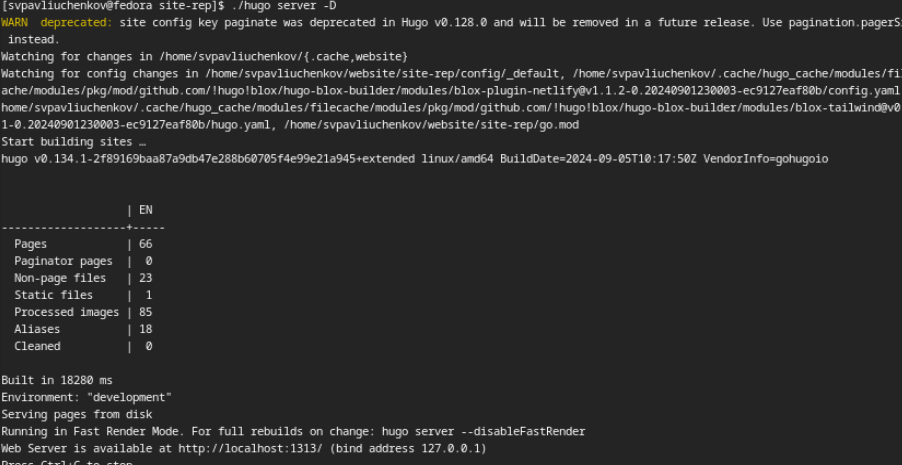 [svpavliuchenkov@fedora site-rep]$ ./hugo server -D
WARN  deprecated: site config key paginate was deprecated in Hugo v0.128.0 and will be removed in a future release. Use pagination.pagerS
 instead.
Watching for changes in /home/svpavliuchenkov/{.cache,website}
Watching for config changes in /home/svpavliuchenkov/website/site-rep/config/_default, /home/svpavliuchenkov/.cache/hugo_cache/modules/fil
ache/modules/pkg/mod/github.com/!hugo!blox/hugo-blox-builder/modules/blox-plugin-netlify@v1.1.2-0.20240901230003-ec9127eaf80b/config.yaml
home/svpavliuchenkov/.cache/hugo_cache/modules/filecache/modules/pkg/mod/github.com/!hugo!blox/hugo-blox-builder/modules/blox-tailwind@v0
1-0.20240901230003-ec9127eaf80b/hugo.yaml, /home/svpavliuchenkov/website/site-rep/go.mod
Start building sites …
hugo v0.134.1-2f89169baa87a9db47e288b60705f4e99e21a945+extended linux/amd64 BuildDate=2024-09-05T10:17:50Z VendorInfo=gohugoio
                   | EN
-------------------+-----
  Pages            | 66
  Paginator pages  |  0
  Non-page files   | 23
  Static files     |  1
  Processed images | 85
  Aliases          | 18
  Cleaned          |  0
Built in 18280 ms
Environment: "development"
Serving pages from disk
Running in Fast Render Mode. For full rebuilds on change: hugo server --disableFastRender
Web Server is available at http://localhost:1313/ (bind address 127.0.0.1)
Press Ctrl+C to stop